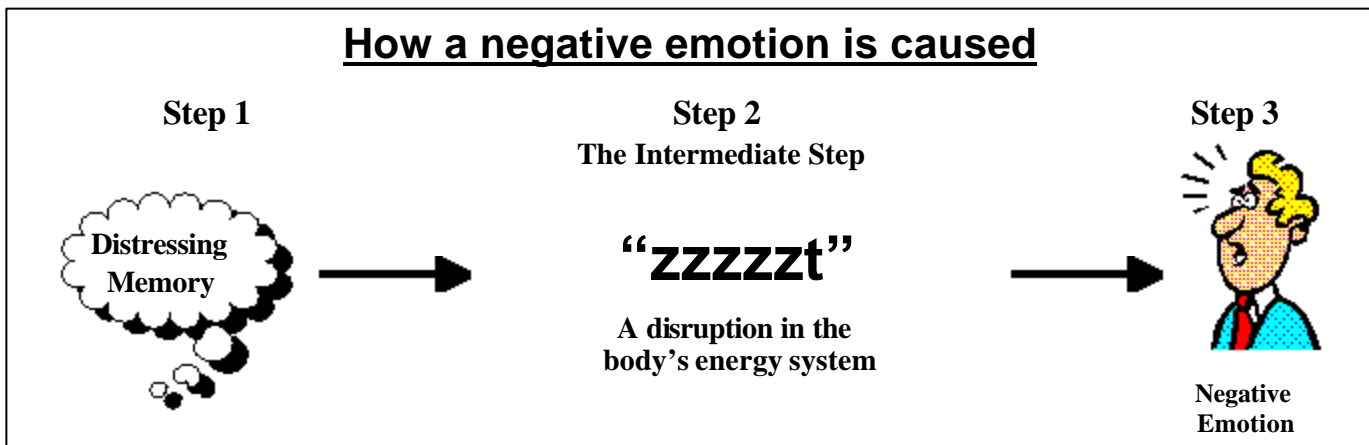 How a negative emotion is caused
Step 1
Step 2
Step 3
The Intermediate Step
Distressing
Memory
“zzzzzt”
A disruption in the
body’s energy system
Negative
Emotion